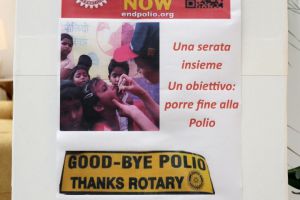 NOW
endpolio.org
Una serata
insieme
Un obiettivo:
porre fine alla
Polio
GOOD-BYE POLIO
THANKS ROTARY